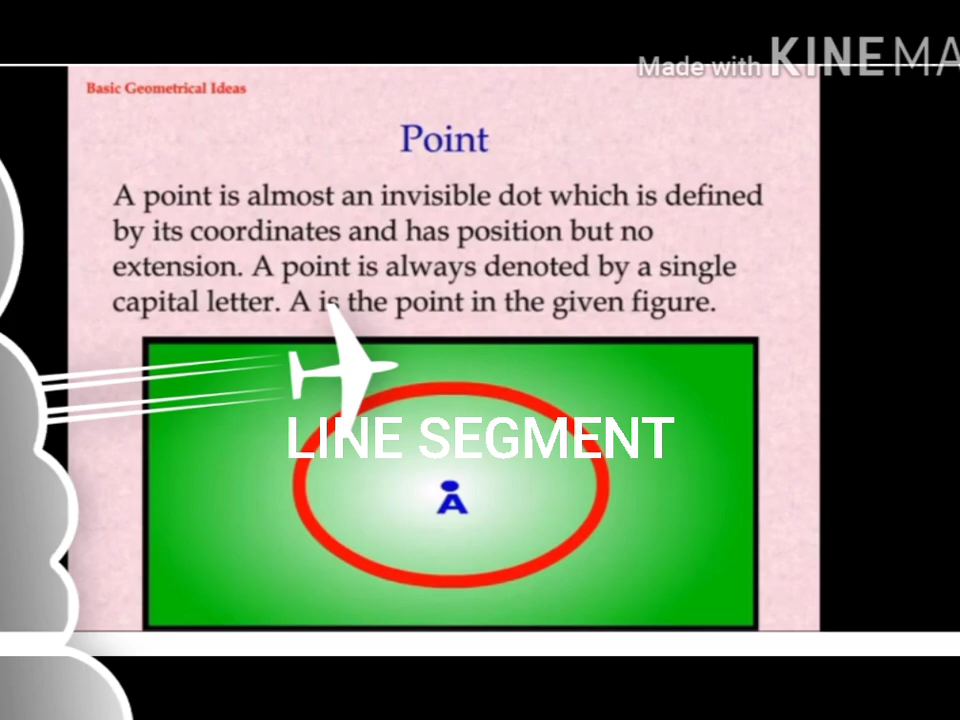 Made with KINEMA
Basic Geometrical Ideas
Point
A point is almost an invisible dot which is defined
by its coordinates and has position but no
extension. A point is always denoted by a single
capital letter. A is the point in the given figure.
LINE SEGMENT
A